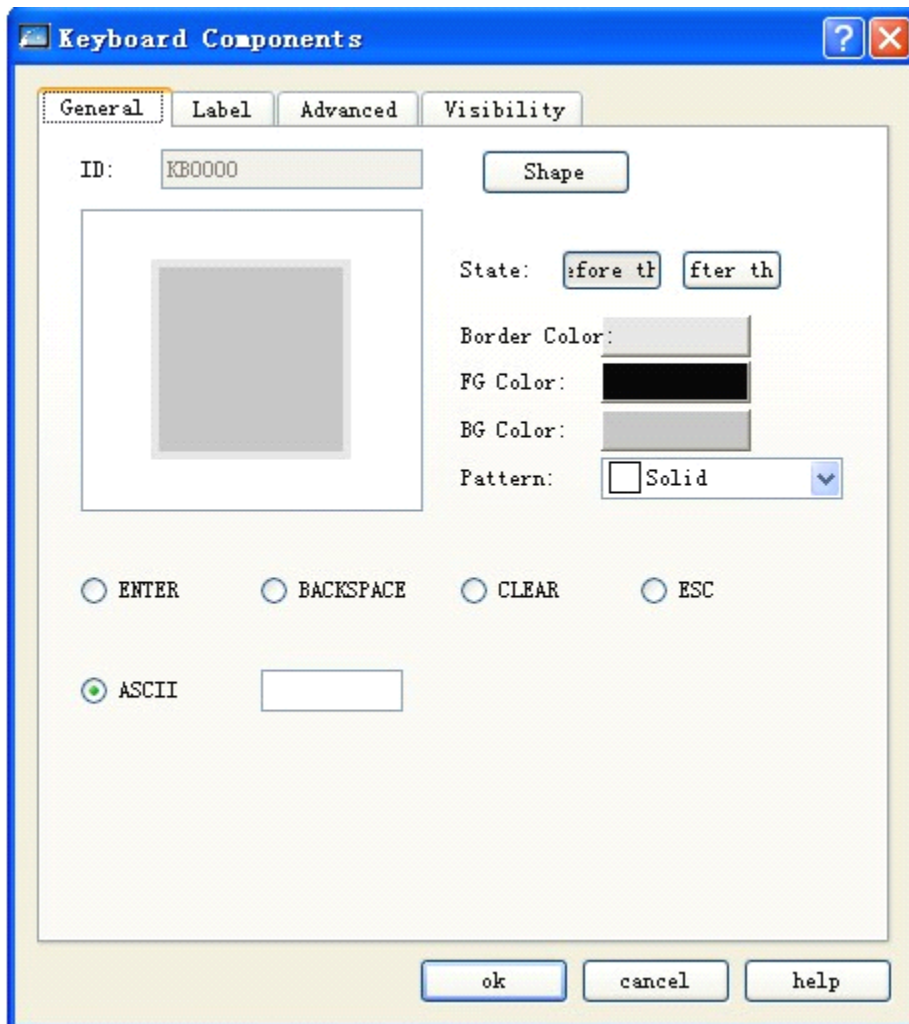 Keyboard Components
General Label Advanced Visibility
ID: KB0000 Shape
State: efore th fter th
Border Color:
FG Color:
BG Color:
Pattern: Solid
ENTER BACKSPACE CLEAR ESC
ASCII
ok cancel help